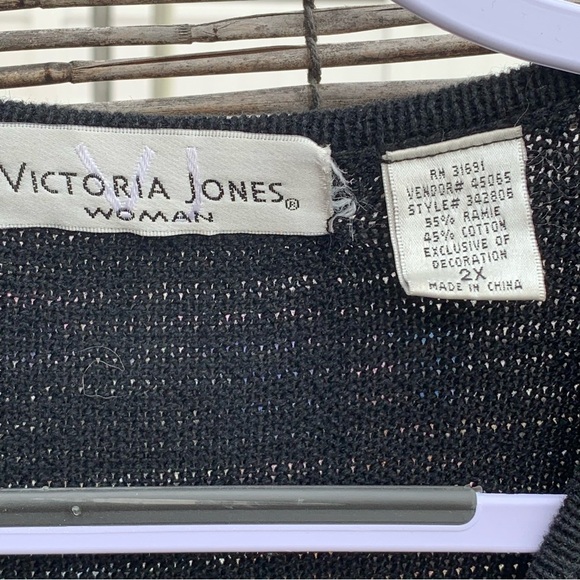 VJ
VICTORIA JONES®
WOMAN
RN 31691
VENDOR# 45065
STYLE# 342806
55% RAMIE
45% COTTON
EXCLUSIVE OF
DECORATION
2X
MADE IN CHINA